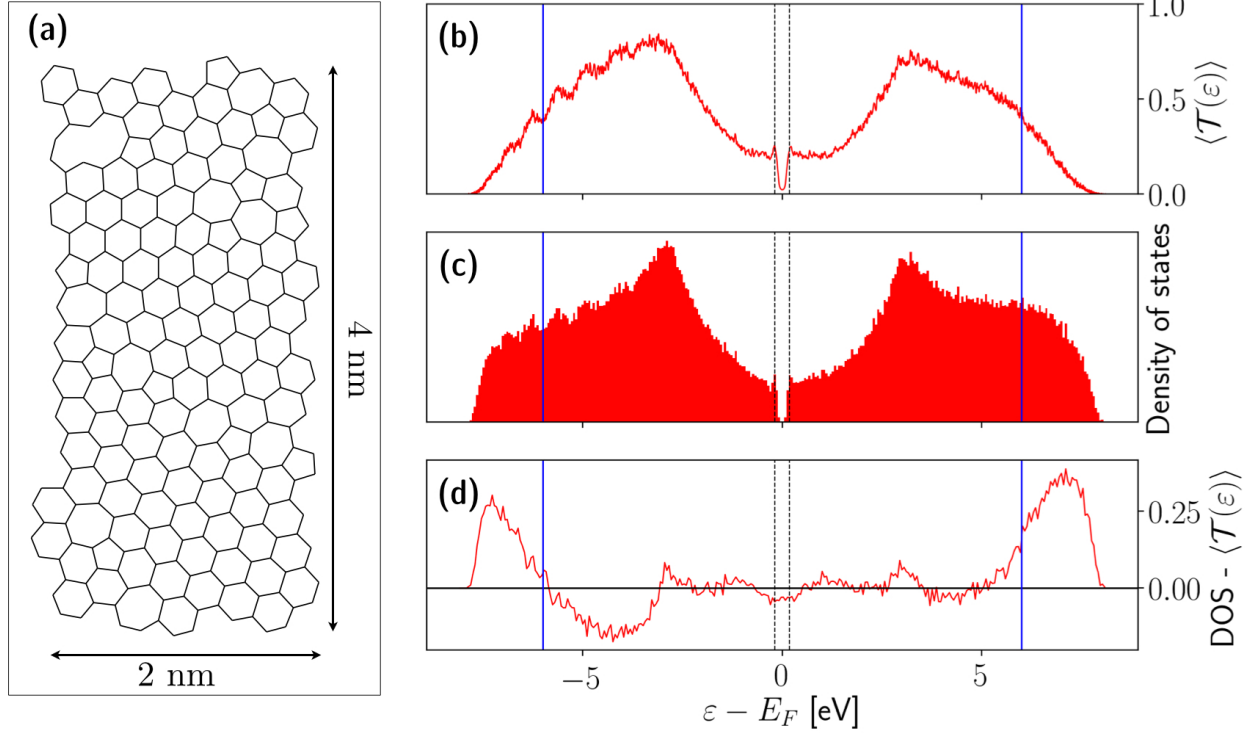 (a)
4 nm
2 nm
(b)
1.0
0.5
0.0
⟨𝒯(ε)⟩
(c)
Density of states
(d)
0.25
0.00
DOS - ⟨𝒯(ε)⟩
−5
0
5
ε − E_F [eV]